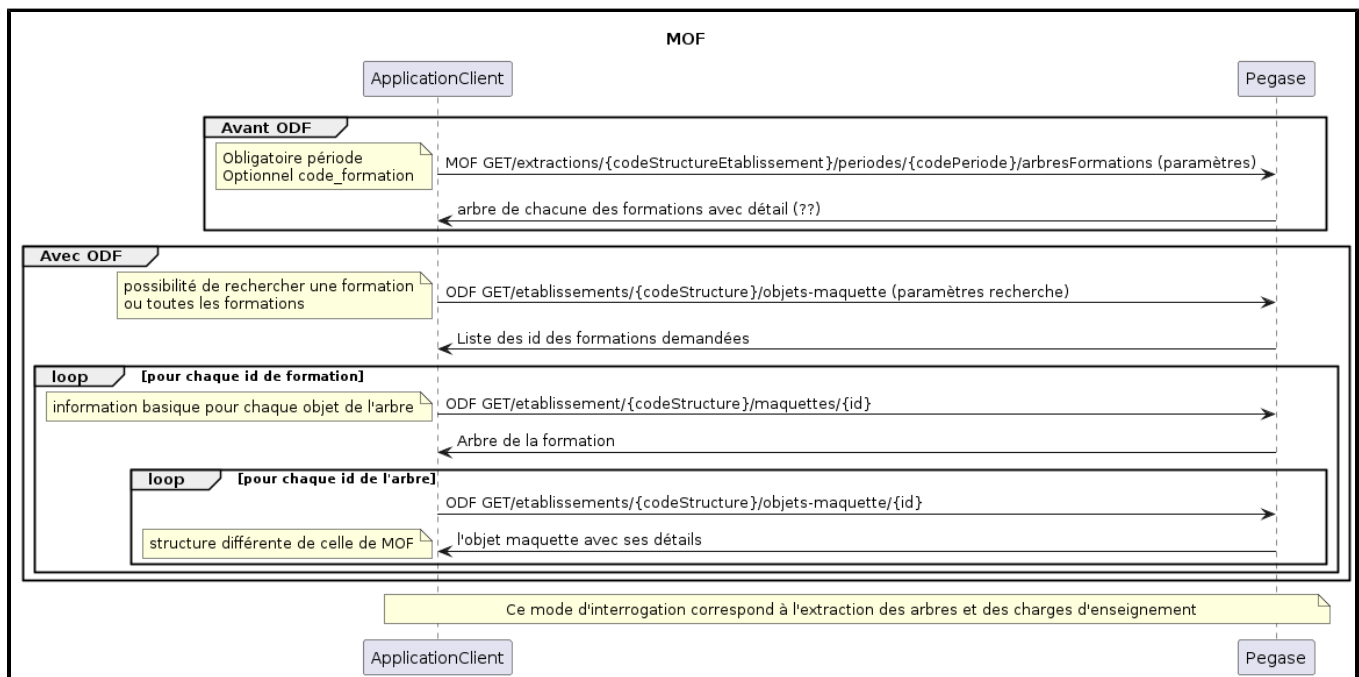 MOF
ApplicationClient
Pegase
Avant ODF
Obligatoire période
Optionnel code_formation
MOF GET/extractions/{codeStructureEtablissement}/periodes/{codePeriode}/arbresFormations (paramètres)
arbre de chacune des formations avec détail (??)
Avec ODF
possibilité de rechercher une formation
ou toutes les formations
ODF GET/etablissements/{codeStructure}/objets-maquette (paramètres recherche)
Liste des id des formations demandées
loop
[pour chaque id de formation]
information basique pour chaque objet de l'arbre
ODF GET/etablissement/{codeStructure}/maquettes/{id}
Arbre de la formation
loop
[pour chaque id de l'arbre]
ODF GET/etablissements/{codeStructure}/objets-maquette/{id}
structure différente de celle de MOF
l'objet maquette avec ses détails
Ce mode d'interrogation correspond à l'extraction des arbres et des charges d'enseignement
ApplicationClient
Pegase